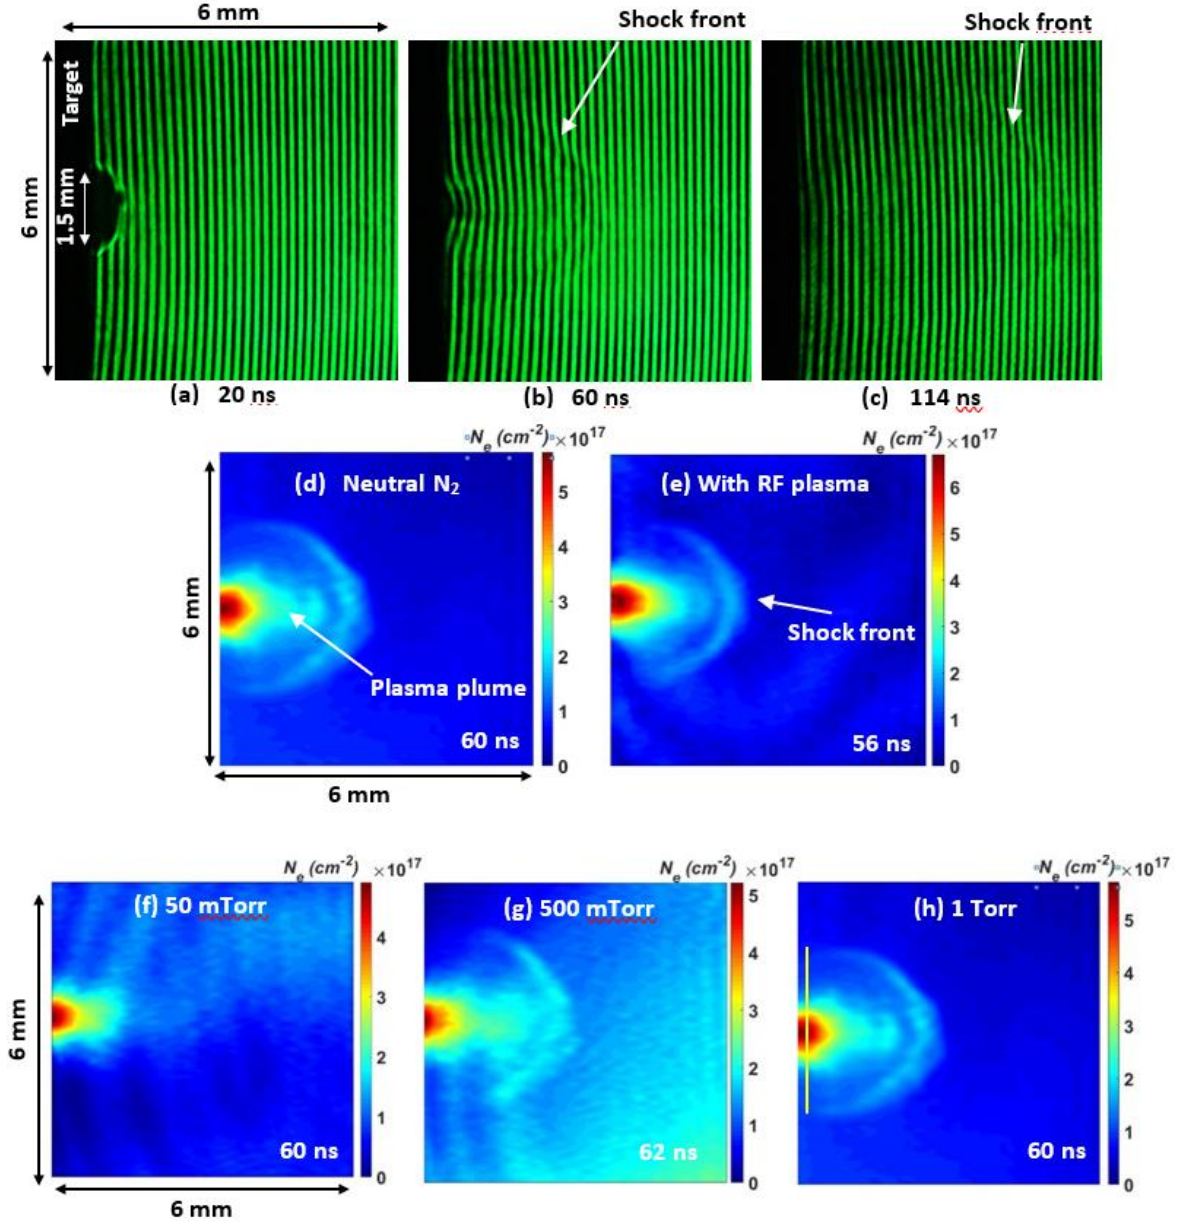 6 mm
Shock front
Shock front
6 mm
Target
1.5 mm
(a) 20 ns
(b) 60 ns
(c) 114 ns
Ne (cm-2) ×10^17
Ne (cm-2) ×10^17
(d) Neutral N2
(e) With RF plasma
5
4
3
2
1
0
6
5
4
3
2
1
0
6 mm
Shock front
Plasma plume
60 ns
56 ns
6 mm
Ne (cm-2) ×10^17
Ne (cm-2) ×10^17
Ne (cm-2) ×10^17
(f) 50 mTorr
(g) 500 mTorr
(h) 1 Torr
4
3
2
1
0
5
4
3
2
1
0
5
4
3
2
1
0
6 mm
60 ns
62 ns
60 ns
6 mm